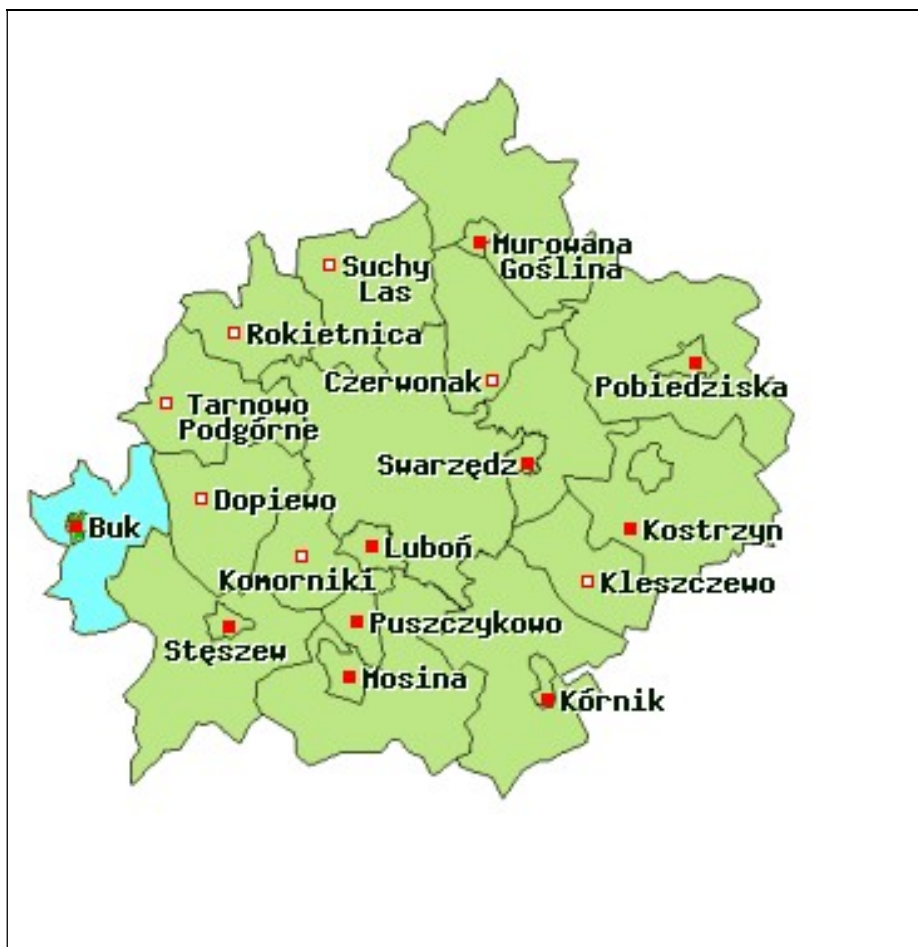 Murowana
Goślina
Suchy
Las
Rokietnica
Czerwonak
Pobiedziska
Tarnowo
Podgórne
Swarzędz
Dopiewo
Buk
Kostrzyn
Luboń
Komorniki
Kleszczewo
Puszczykowo
Stęszew
Mosina
Kórnik